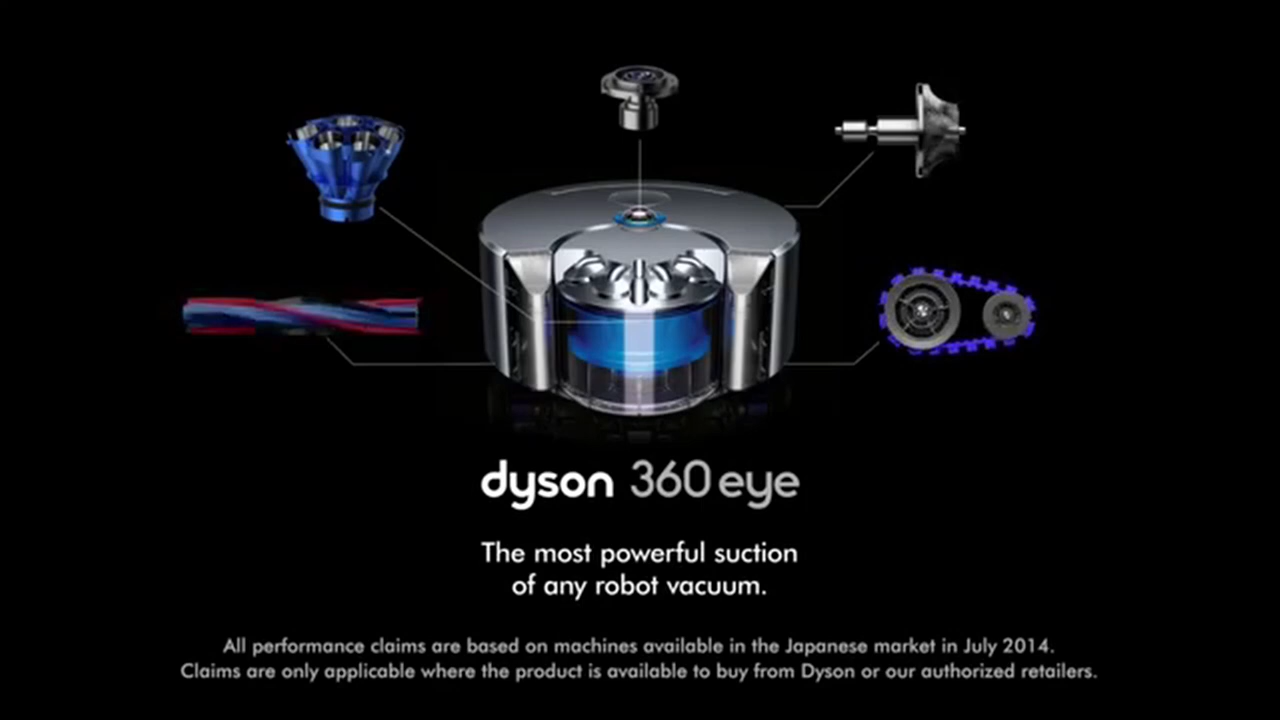 dyson 360 eye
The most powerful suction
of any robot vacuum.
All performance claims are based on machines available in the Japanese market in July 2014.
Claims are only applicable where the product is available to buy from Dyson or our authorized retailers.